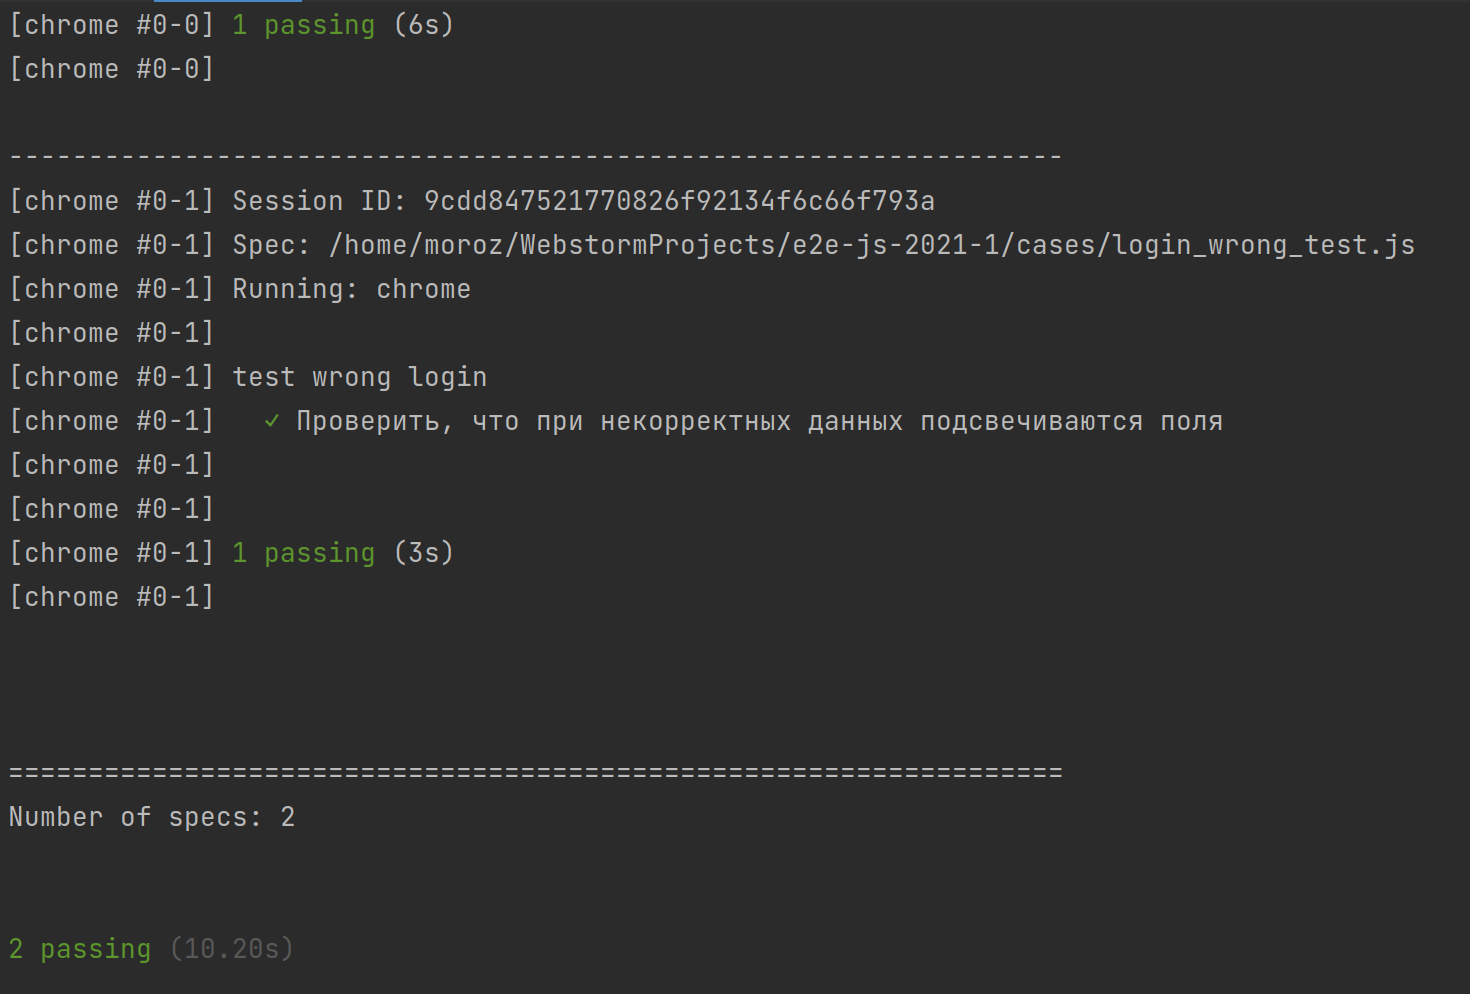 [chrome #0-0] 1 passing (6s)
[chrome #0-0]
------------------------------------------------------------------
[chrome #0-1] Session ID: 9cdd847521770826f92134f6c66f793a
[chrome #0-1] Spec: /home/moroz/WebstormProjects/e2e-js-2021-1/cases/login_wrong_test.js
[chrome #0-1] Running: chrome
[chrome #0-1]
[chrome #0-1] test wrong login
[chrome #0-1]   ✓ Проверить, что при некорректных данных подсвечиваются поля
[chrome #0-1]
[chrome #0-1]
[chrome #0-1] 1 passing (3s)
[chrome #0-1]
==================================================================
Number of specs: 2
2 passing (10.20s)